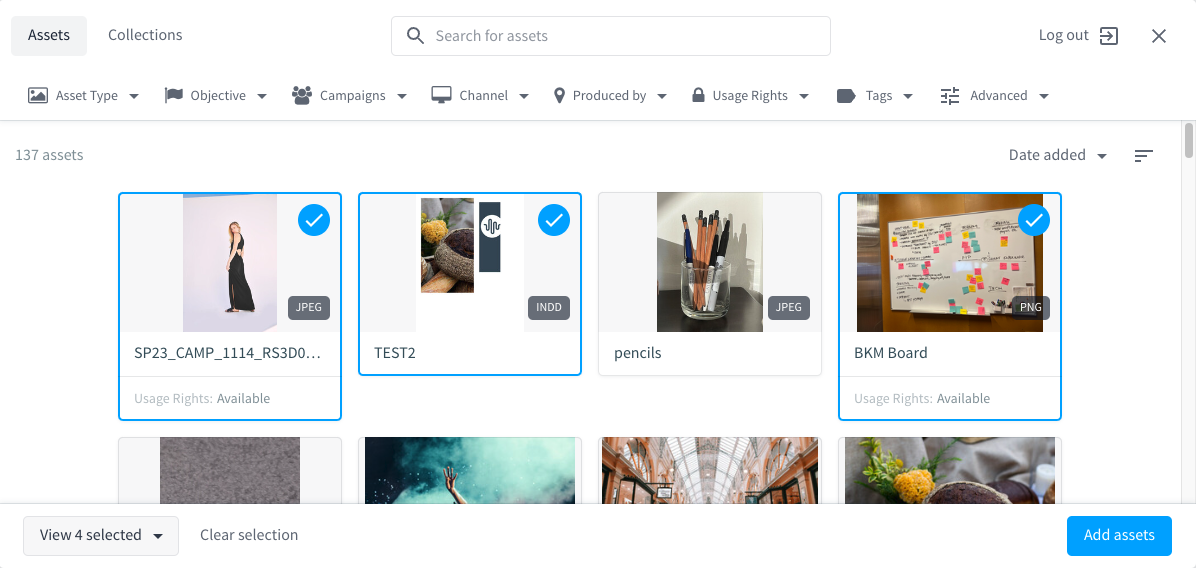 Assets
Collections
Search for assets
Log out
Asset Type
Objective
Campaigns
Channel
Produced by
Usage Rights
Tags
Advanced
137 assets
Date added
JPEG
INDD
JPEG
PNG
SP23_CAMP_1114_RS3D0...
TEST2
pencils
BKM Board
Usage Rights: Available
Usage Rights: Available
View 4 selected
Clear selection
Add assets